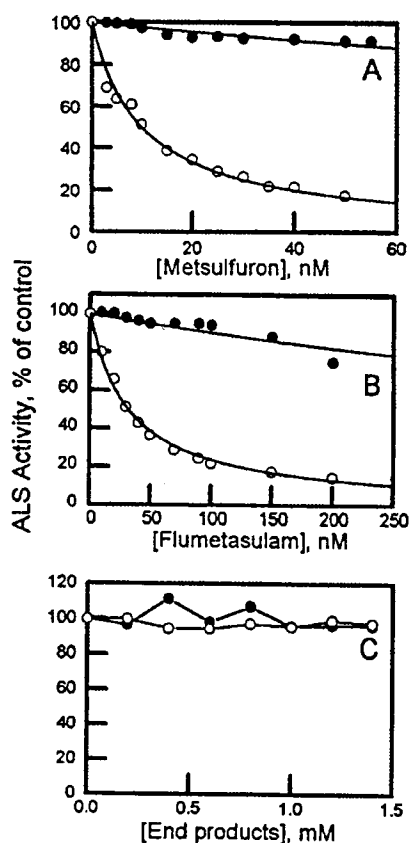 ALS Activity, % of control
100
80
60
40
20
0
A
0 20 40 60
[Metsulfuron], nM
100
80
60
40
20
0
B
0 50 100 150 200 250
[Flumetasulam], nM
120
100
80
60
40
20
0
C
0.0 0.5 1.0 1.5
[End products], mM